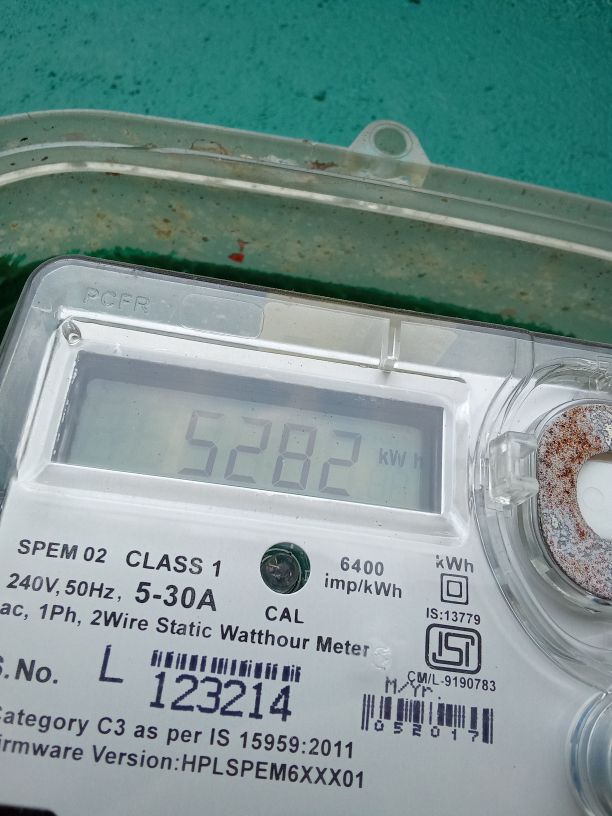 PCFR
5282 kWh
SPEM 02 CLASS 1
240V, 50Hz, 5-30A
ac, 1Ph, 2Wire Static Watthour Meter
CAL
6400
imp/kWh
kWh
IS:13779
ISI
CM/L-9190783
S.No. L 123214
M/Yr.
052017
Category C3 as per IS 15959:2011
Firmware Version:HPLSPEM6XXX01